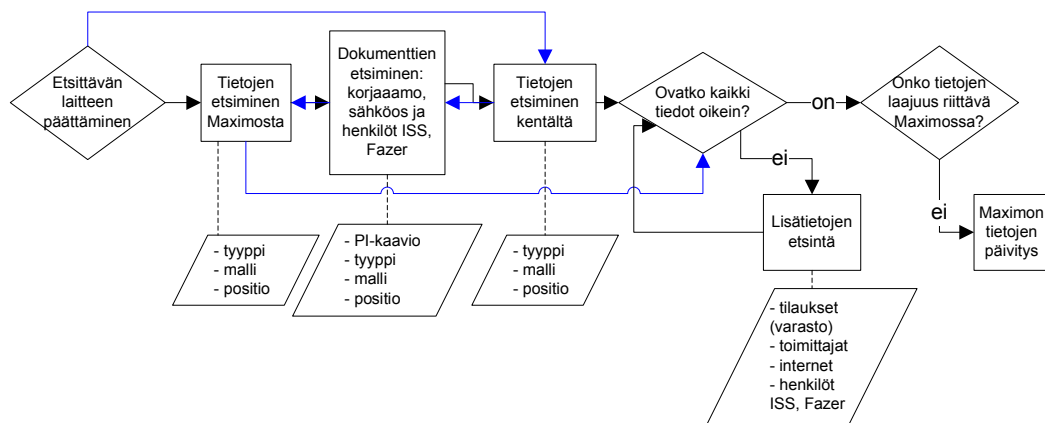 Etsittävän
laitteen
päättäminen
Tietojen
etsiminen
Maximosta
Dokumenttien
etsiminen:
korjaaamo,
sähköos ja
henkilöt ISS,
Fazer
Tietojen
etsiminen
kentältä
Ovatko kaikki
tiedot oikein?
on
Onko tietojen
laajuus riittävä
Maximossa?
ei
Lisätietojen
etsintä
ei
Maximon
tietojen
päivitys
- tyyppi
- malli
- positio
- PI-kaavio
- tyyppi
- malli
- positio
- tyyppi
- malli
- positio
- tilaukset
(varasto)
- toimittajat
- internet
- henkilöt
ISS, Fazer